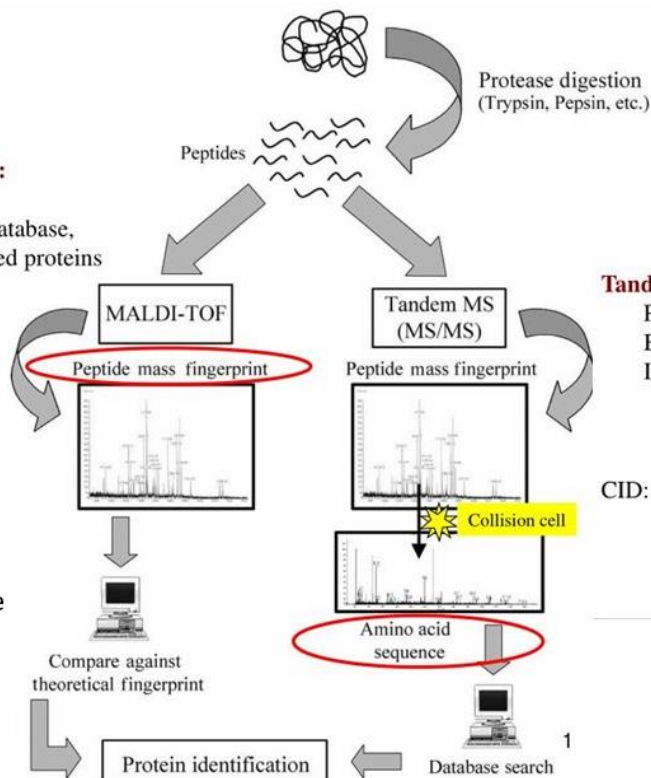 Protease digestion
(Trypsin, Pepsin, etc.)
Peptides
:
atabase,
ed proteins
MALDI-TOF
Tandem MS
(MS/MS)
Tand
Peptide mass fingerprint
Peptide mass fingerprint
I
CID:
Collision cell
e
Amino acid
sequence
Compare against
theoretical fingerprint
1
Protein identification
Database search